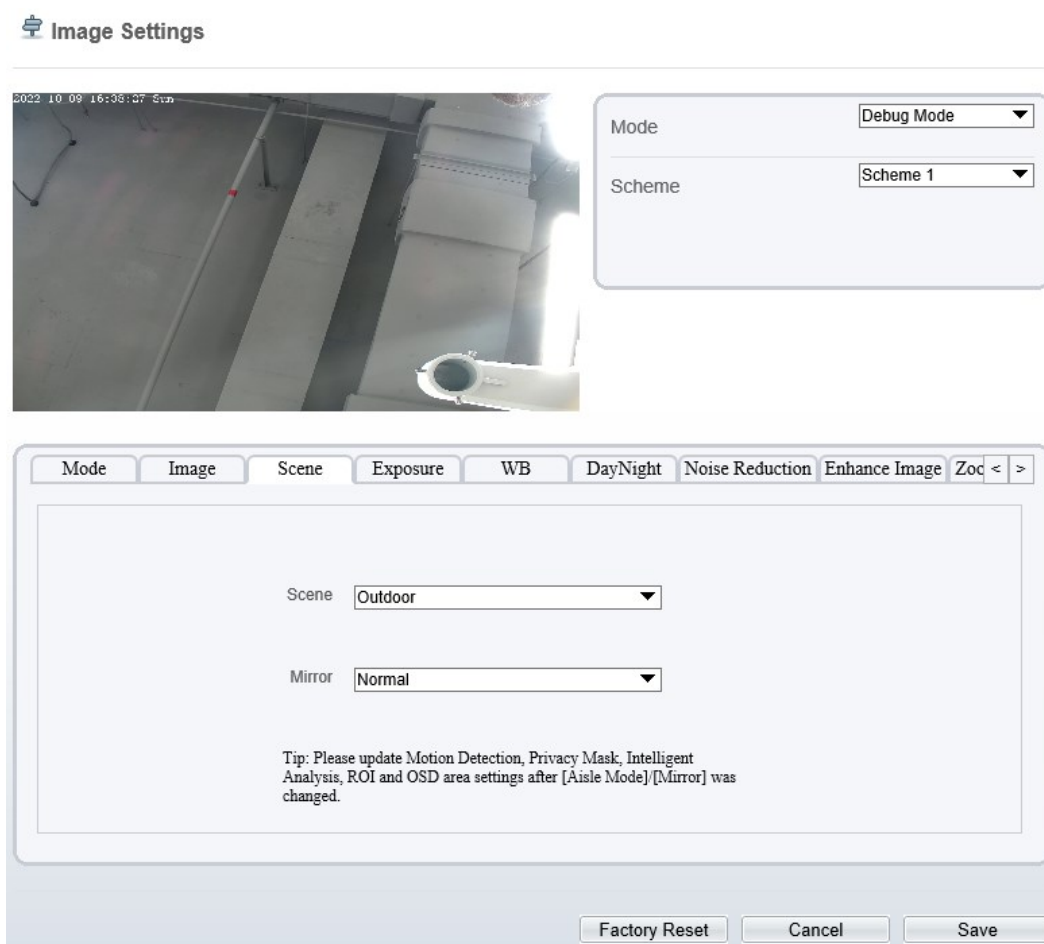 Image Settings
2022 10 09 16:38:27 Sun
Mode
Debug Mode
Scheme
Scheme 1
Mode
Image
Scene
Exposure
WB
DayNight
Noise Reduction
Enhance Image
Zoo
<
>
Scene
Outdoor
Mirror
Normal
Tip: Please update Motion Detection, Privacy Mask, Intelligent
Analysis, ROI and OSD area settings after [Aisle Mode]/[Mirror] was
changed.
Factory Reset
Cancel
Save